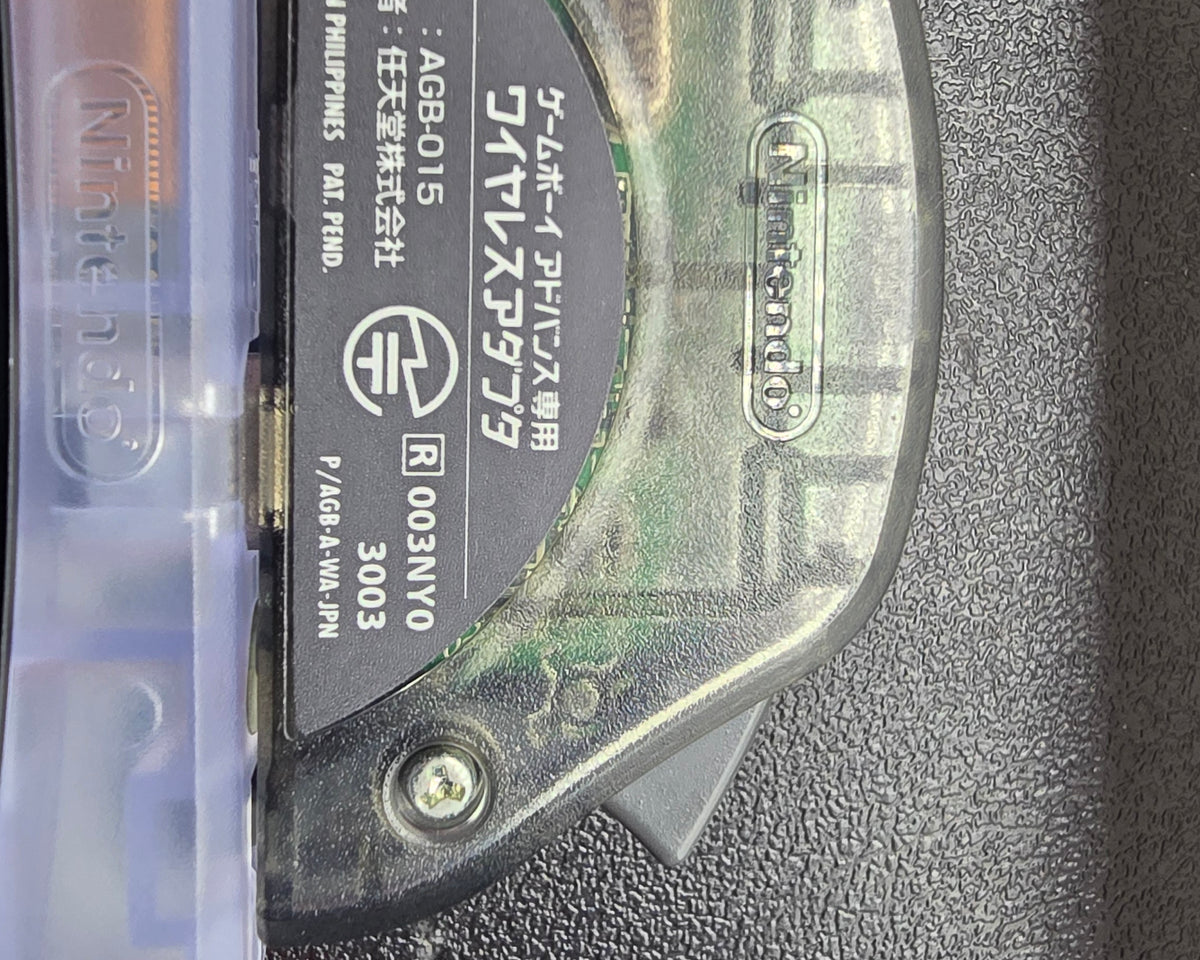 ゲームボーイ アドバンス専用
ワイヤレスアダプタ
: AGB-015
者 : 任天堂株式会社
PHILIPPINES PAT. PEND.
R 003NY0
3003
P/AGB-A-WA-JPN
Nintendo
Nintendo